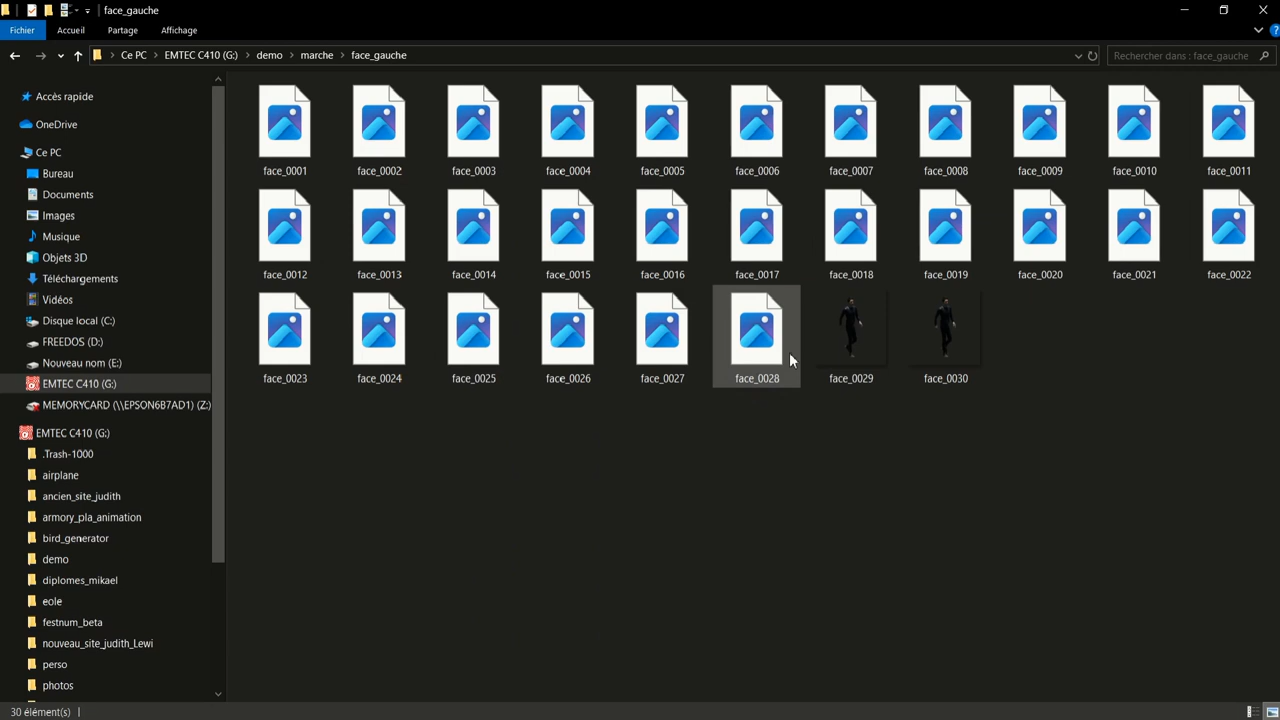 face_gauche
Fichier Accueil Partage Affichage
Ce PC EMTEC C410 (G:) demo marche face_gauche
Rechercher dans : face_gauche
Accès rapide
OneDrive
Ce PC
Bureau
Documents
Images
Musique
Objets 3D
Téléchargements
Vidéos
Disque local (C:)
FREEDOS (D:)
Nouveau nom (E:)
EMTEC C410 (G:)
MEMORYCARD (\\EPSON6B7AD1) (Z:)
EMTEC C410 (G:)
.Trash-1000
airplane
ancien_site_judith
armory_pla_animation
bird_generator
demo
diplomes_mikael
eole
festnum_beta
nouveau_site_judith_Lewi
perso
photos
face_0001 face_0002 face_0003 face_0004 face_0005 face_0006 face_0007 face_0008 face_0009 face_0010 face_0011
face_0012 face_0013 face_0014 face_0015 face_0016 face_0017 face_0018 face_0019 face_0020 face_0021 face_0022
face_0023 face_0024 face_0025 face_0026 face_0027 face_0028 face_0029 face_0030
30 élément(s)